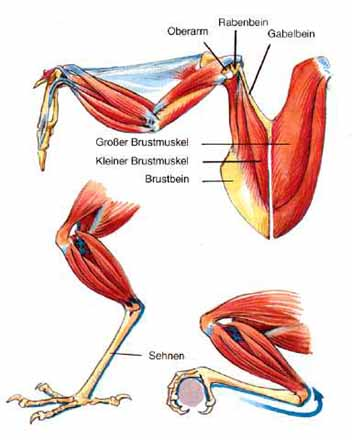 Rabenbein
Oberarm
Gabelbein
Großer Brustmuskel
Kleiner Brustmuskel
Brustbein
Sehnen